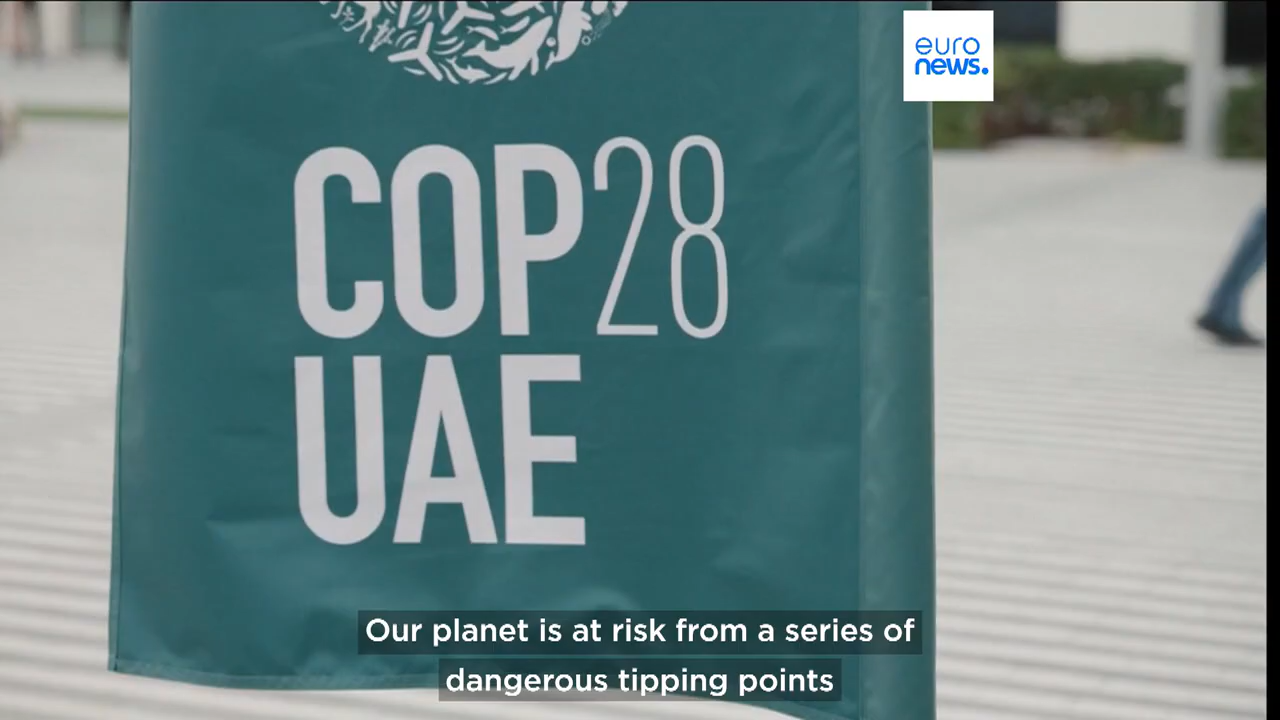 euro
news.
COP28
UAE
Our planet is at risk from a series of
dangerous tipping points